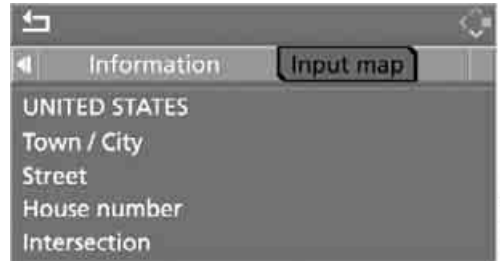 Information Input map
UNITED STATES
Town / City
Street
House number
Intersection